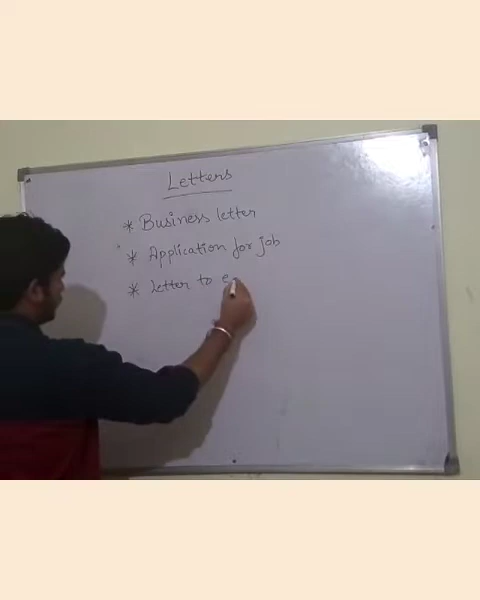 Letters
* Business letter
* Application for job
* letter to e